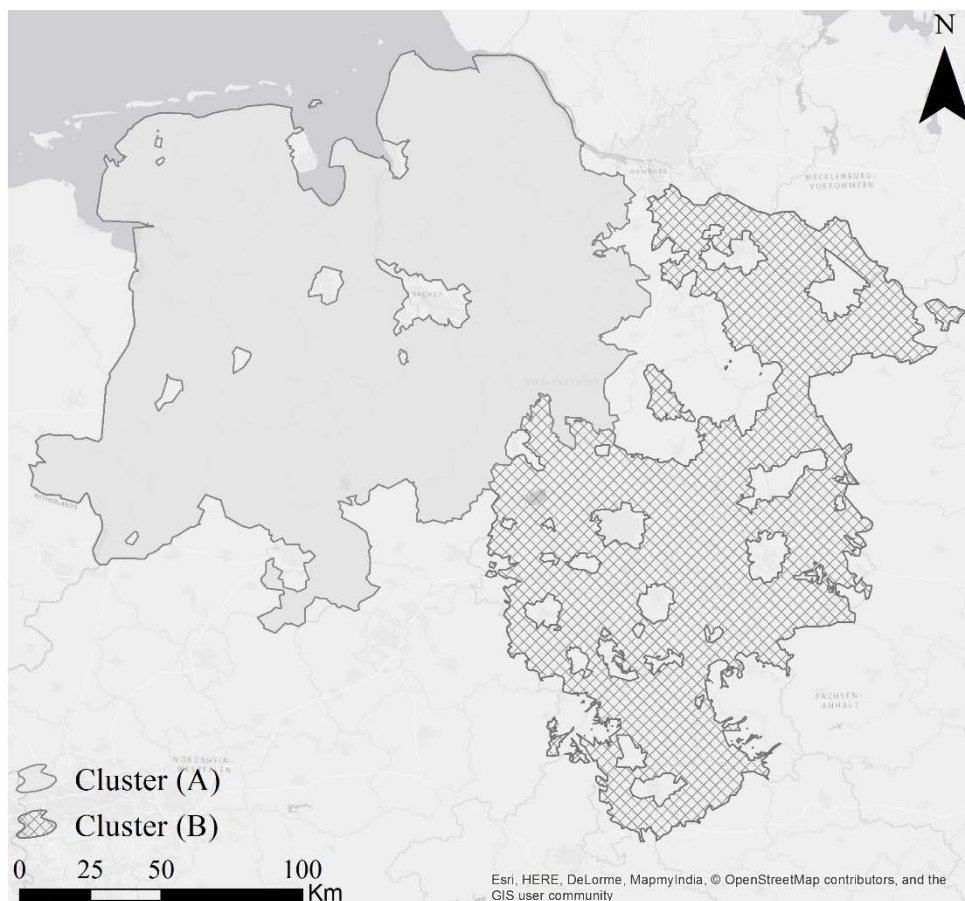 N
HAMBURG
MECKLENBURG-
VORPOMMERN
BREMEN
NIEDERSACHSEN
NETHERLANDS
SACHSEN-
ANHALT
NORDRHEIN-
WESTFALEN
Cluster (A)
Cluster (B)
0 25 50 100
Km
Esri, HERE, DeLorme, MapmyIndia, © OpenStreetMap contributors, and the
GIS user community